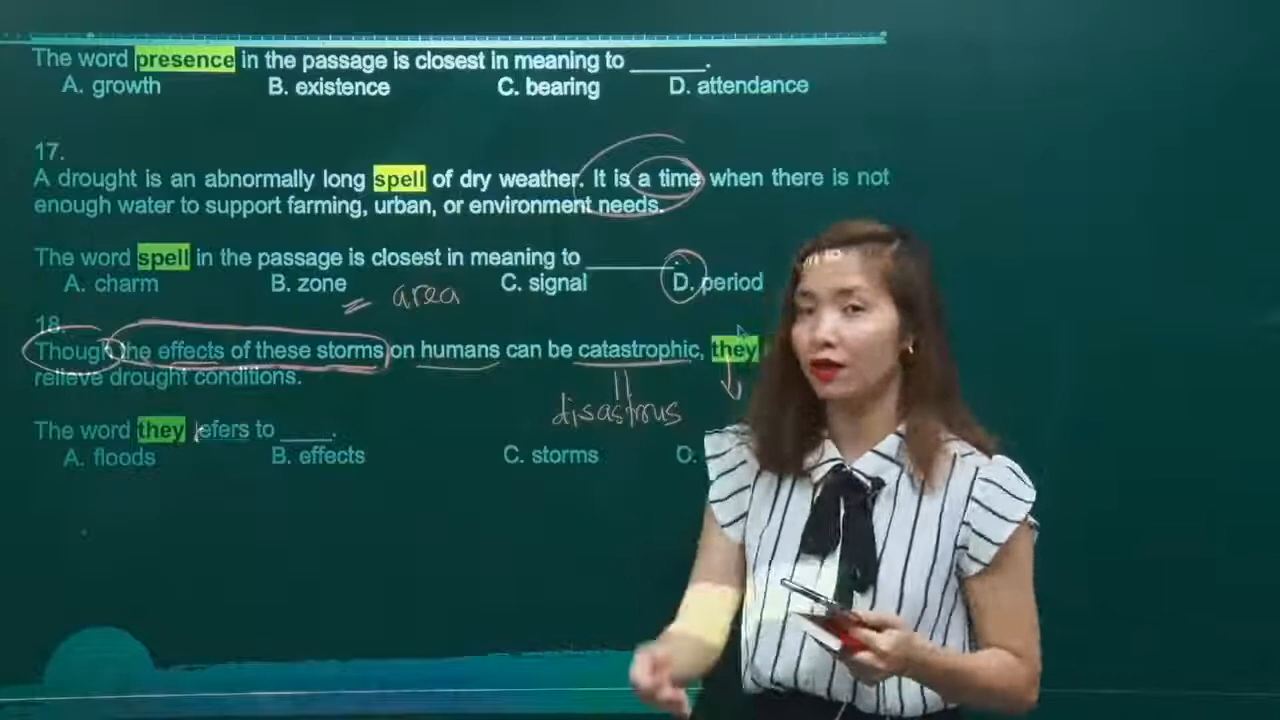 The word presence in the passage is closest in meaning to ______.
A. growth B. existence C. bearing D. attendance
17.
A drought is an abnormally long spell of dry weather. It is a time when there is not
enough water to support farming, urban, or environment needs.
The word spell in the passage is closest in meaning to _______.
A. charm B. zone C. signal D. period
= area
18.
Though the effects of these storms on humans can be catastrophic, they
relieve drought conditions.
disastrous
The word they refers to ____.
A. floods B. effects C. storms D.